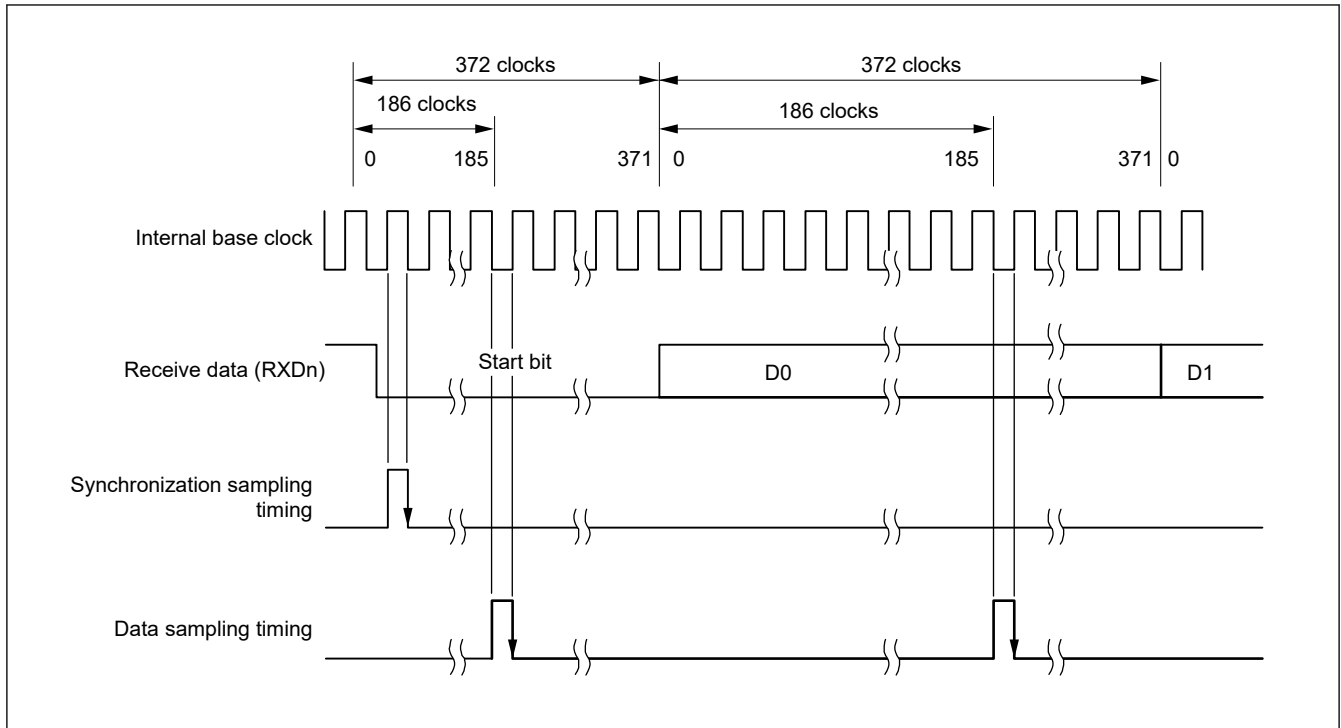 372 clocks 372 clocks
186 clocks 186 clocks
0 185 371 0 185 371 0
Internal base clock
Receive data (RXDn)
Start bit
D0
D1
Synchronization sampling
timing
Data sampling timing